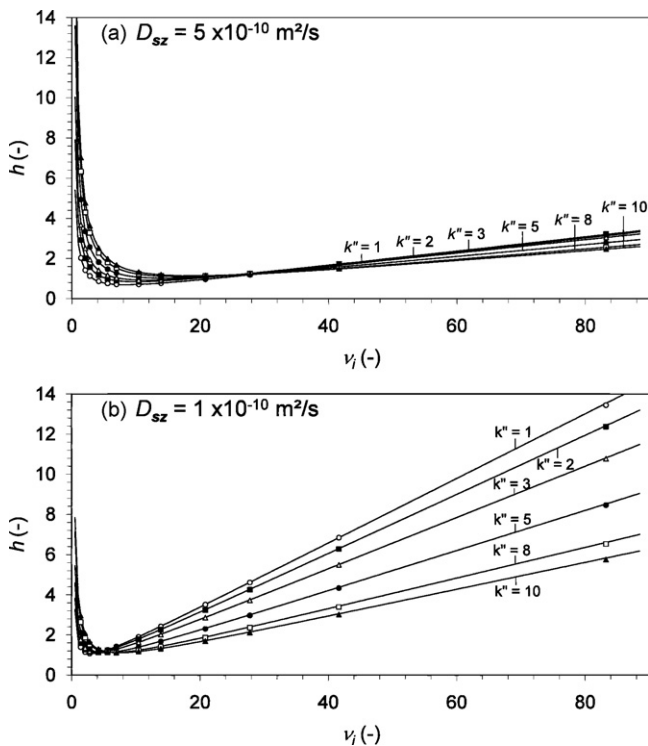 (a) Dsz = 5 x10⁻¹⁰ m²/s
14
12
10
8
6
4
2
0
h (-)
k" = 1
k" = 2
k" = 3
k" = 5
k" = 8
k" = 10
0 20 40 60 80
νi (-)
(b) Dsz = 1 x10⁻¹⁰ m²/s
14
12
10
8
6
4
2
0
h (-)
k" = 1
k" = 2
k" = 3
k" = 5
k" = 8
k" = 10
0 20 40 60 80
νi (-)